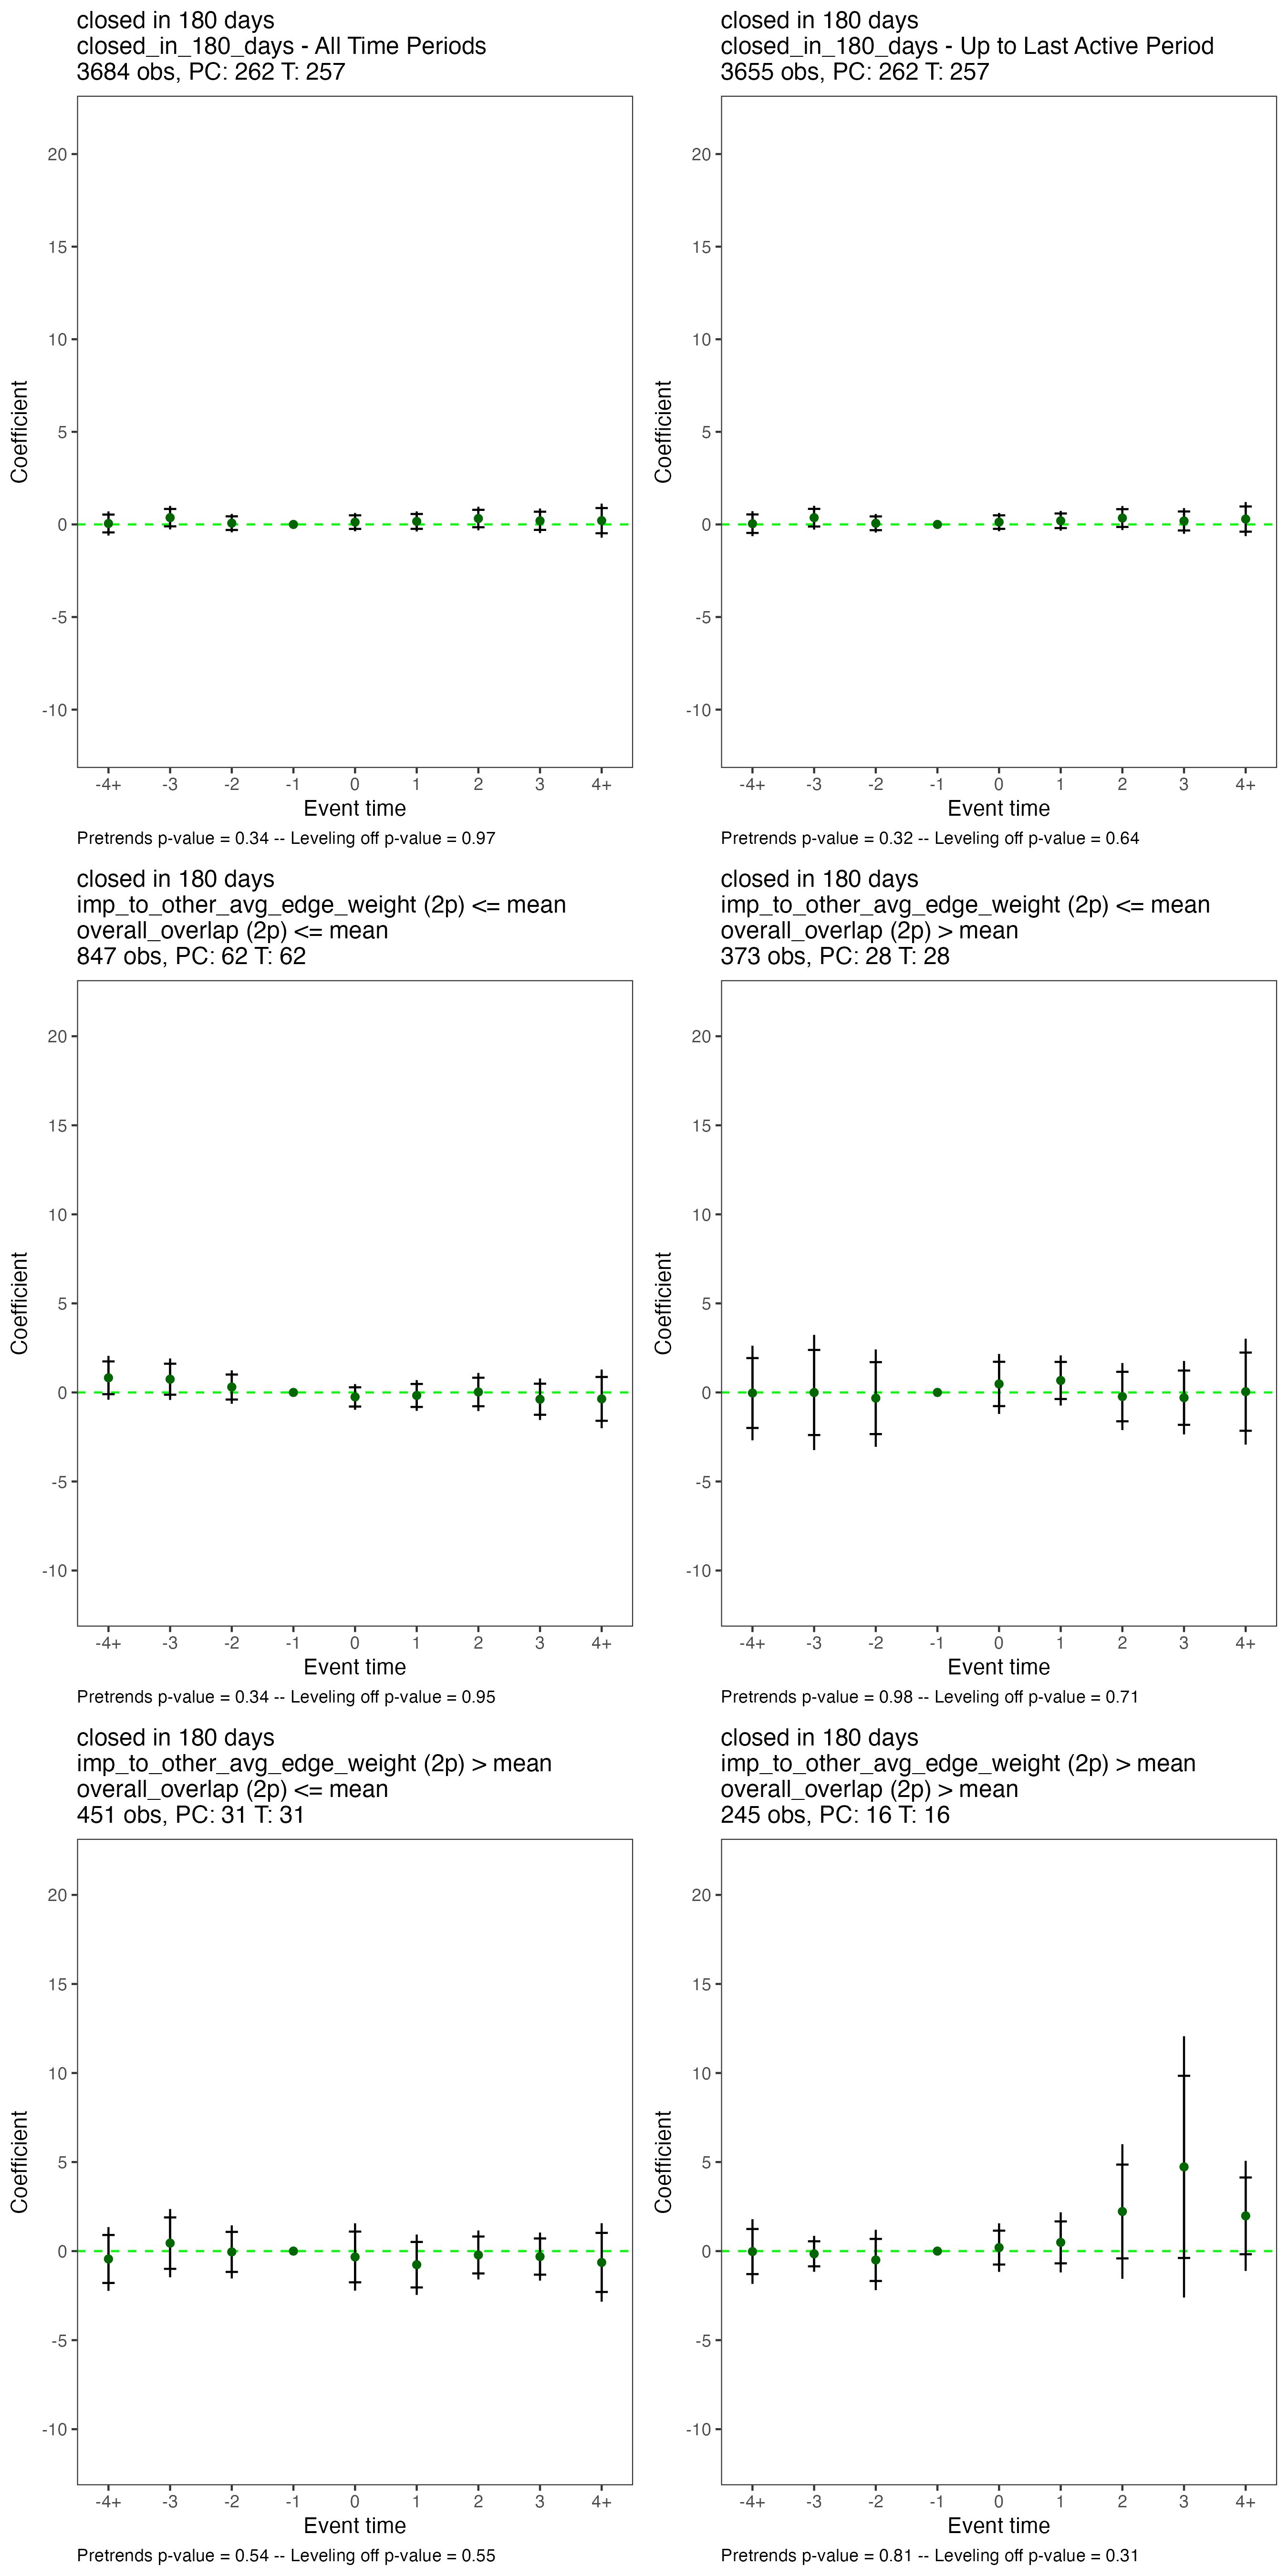 closed in 180 days
closed_in_180_days - All Time Periods
3684 obs, PC: 262 T: 257
20
15
10
5
0
-5
-10
Coefficient
-4+ -3 -2 -1 0 1 2 3 4+
Event time
Pretrends p-value = 0.34 -- Leveling off p-value = 0.97
closed in 180 days
closed_in_180_days - Up to Last Active Period
3655 obs, PC: 262 T: 257
20
15
10
5
0
-5
-10
Coefficient
-4+ -3 -2 -1 0 1 2 3 4+
Event time
Pretrends p-value = 0.32 -- Leveling off p-value = 0.64
closed in 180 days
imp_to_other_avg_edge_weight (2p) <= mean
overall_overlap (2p) <= mean
847 obs, PC: 62 T: 62
20
15
10
5
0
-5
-10
Coefficient
-4+ -3 -2 -1 0 1 2 3 4+
Event time
Pretrends p-value = 0.34 -- Leveling off p-value = 0.95
closed in 180 days
imp_to_other_avg_edge_weight (2p) <= mean
overall_overlap (2p) > mean
373 obs, PC: 28 T: 28
20
15
10
5
0
-5
-10
Coefficient
-4+ -3 -2 -1 0 1 2 3 4+
Event time
Pretrends p-value = 0.98 -- Leveling off p-value = 0.71
closed in 180 days
imp_to_other_avg_edge_weight (2p) > mean
overall_overlap (2p) <= mean
451 obs, PC: 31 T: 31
20
15
10
5
0
-5
-10
Coefficient
-4+ -3 -2 -1 0 1 2 3 4+
Event time
Pretrends p-value = 0.54 -- Leveling off p-value = 0.55
closed in 180 days
imp_to_other_avg_edge_weight (2p) > mean
overall_overlap (2p) > mean
245 obs, PC: 16 T: 16
20
15
10
5
0
-5
-10
Coefficient
-4+ -3 -2 -1 0 1 2 3 4+
Event time
Pretrends p-value = 0.81 -- Leveling off p-value = 0.31